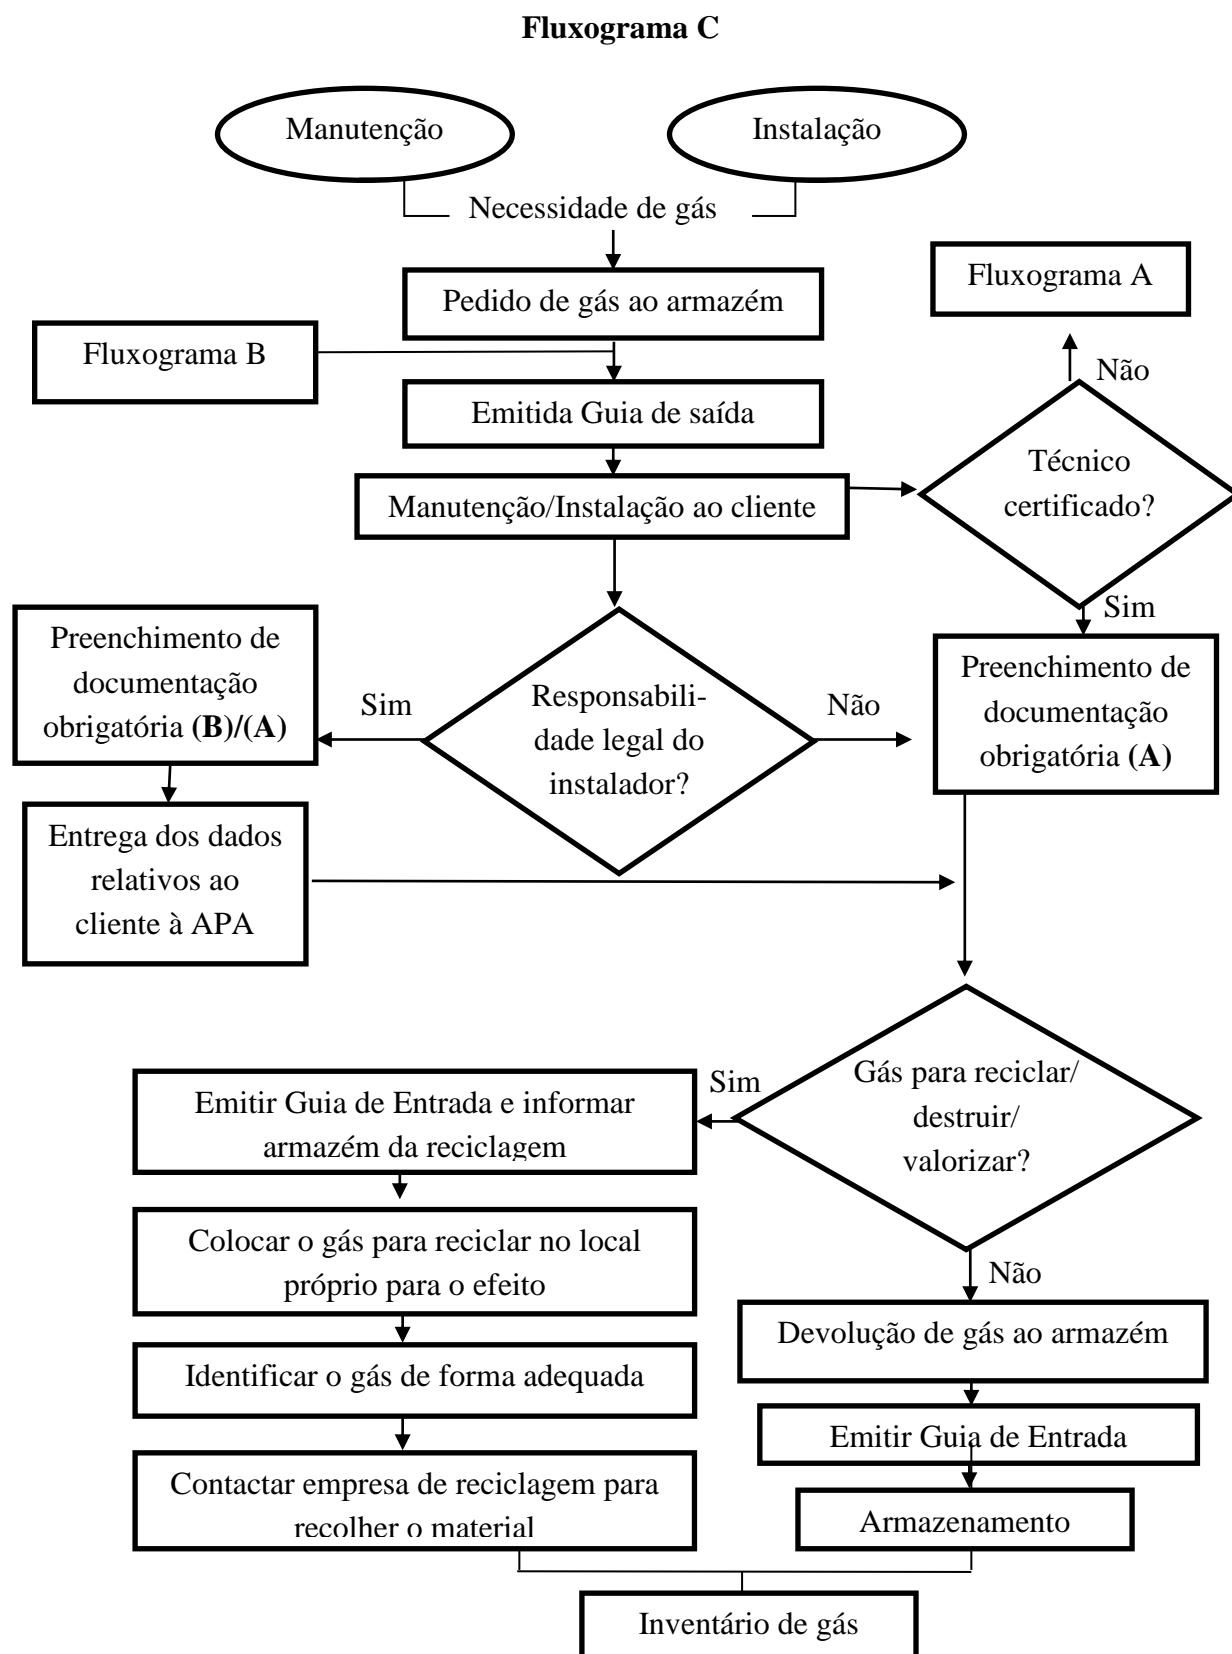 Fluxograma C
Manutenção
Instalação
Necessidade de gás
Fluxograma A
Pedido de gás ao armazém
Fluxograma B
Não
Emitida Guia de saída
Técnico
certificado?
Manutenção/Instalação ao cliente
Sim
Preenchimento de
documentação
obrigatória (B)/(A)
Sim
Responsabili-
dade legal do
instalador?
Não
Preenchimento de
documentação
obrigatória (A)
Entrega dos dados
relativos ao
cliente à APA
Sim
Gás para reciclar/
destruir/
valorizar?
Emitir Guia de Entrada e informar
armazém da reciclagem
Colocar o gás para reciclar no local
próprio para o efeito
Não
Devolução de gás ao armazém
Identificar o gás de forma adequada
Emitir Guia de Entrada
Contactar empresa de reciclagem para
recolher o material
Armazenamento
Inventário de gás